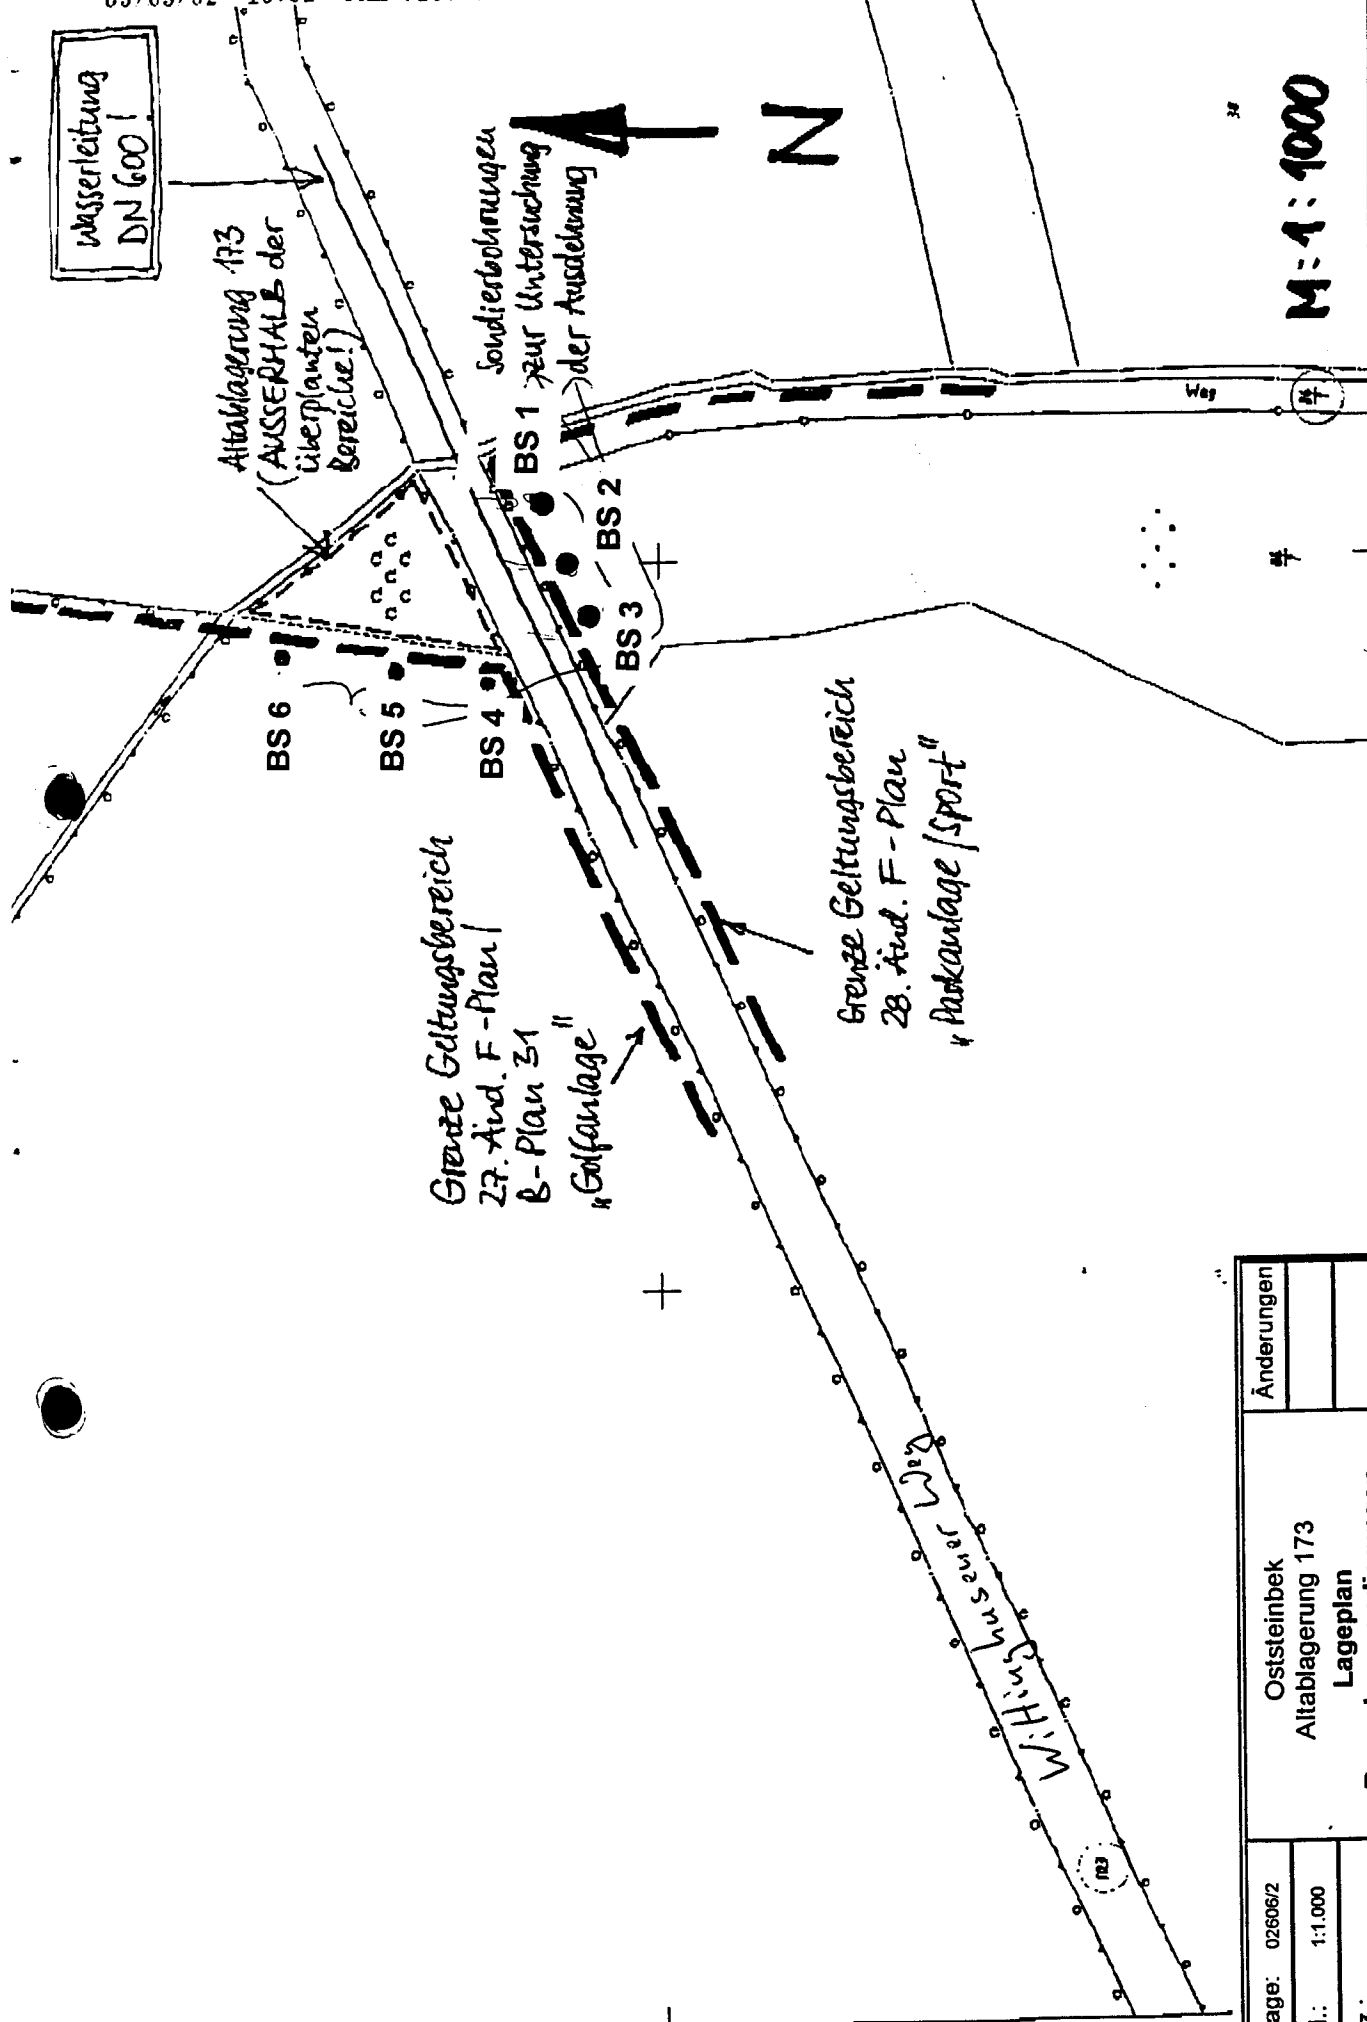 Wasserleitung
DN 600!
Altablagerung 173
(AUSSERHALB der
überplanten
Bereiche!)
Sondierbohrungen
zur Untersuchung
der Ausdehnung
N
M: 1 : 1000
BS 1
BS 2
BS 3
BS 4
BS 5
BS 6
Weg
Grenze Geltungsbereich
27. Änd. F-Plan /
B-Plan 31
„Golfanlage"
Grenze Geltungsbereich
28. Änd. F-Plan
„Parkanlage / Sport"
Willinghusener Weg
Änderungen
Oststeinbek
Altablagerung 173
Lageplan
age: 02606/2
1:1.000